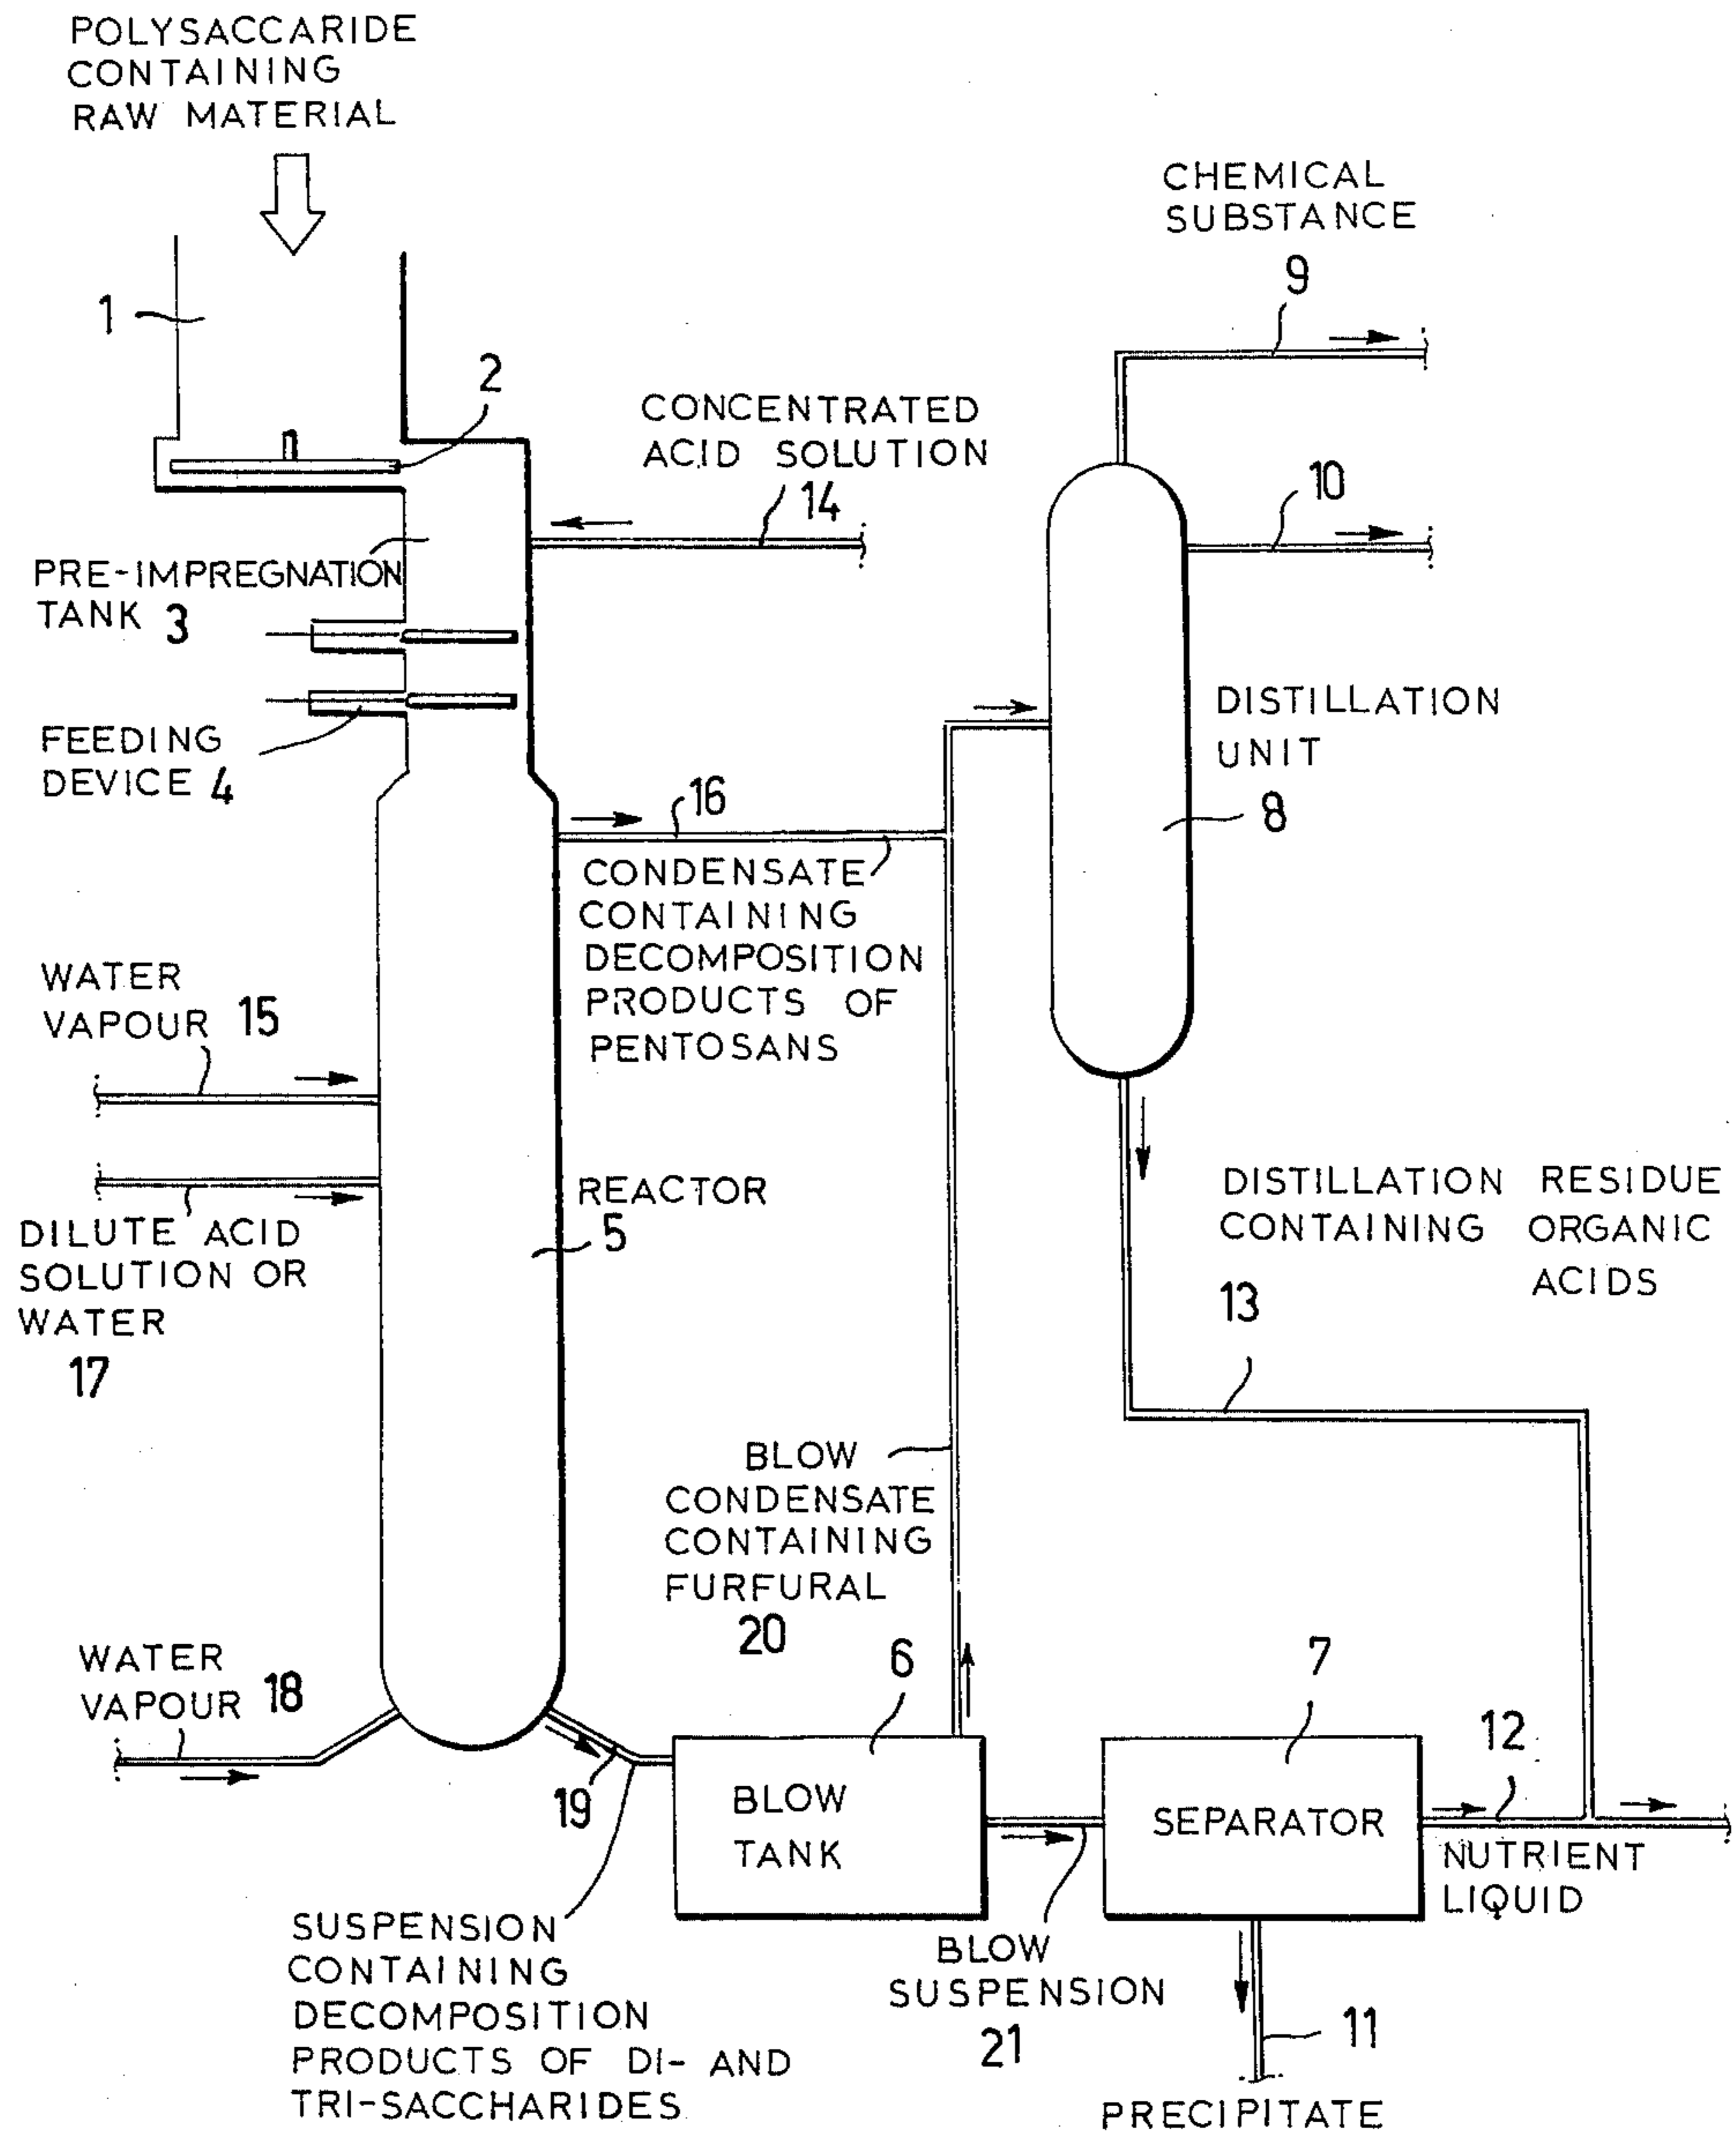 POLYSACCARIDE
CONTAINING
RAW MATERIAL
1
2
CHEMICAL
SUBSTANCE
9
CONCENTRATED
ACID SOLUTION
14
10
PRE-IMPREGNATION
TANK 3
FEEDING
DEVICE 4
16
CONDENSATE
CONTAINING
DECOMPOSITION
PRODUCTS OF
PENTOSANS
DISTILLATION
UNIT
8
WATER
VAPOUR 15
DILUTE ACID
SOLUTION OR
WATER
17
REACTOR
5
DISTILLATION RESIDUE
CONTAINING ORGANIC
ACIDS
13
BLOW
CONDENSATE
CONTAINING
FURFURAL
20
WATER
VAPOUR 18
19
6
BLOW
TANK
7
SEPARATOR
12
NUTRIENT
LIQUID
SUSPENSION
CONTAINING
DECOMPOSITION
PRODUCTS OF DI- AND
TRI-SACCHARIDES
BLOW
SUSPENSION
21
11
PRECIPITATE